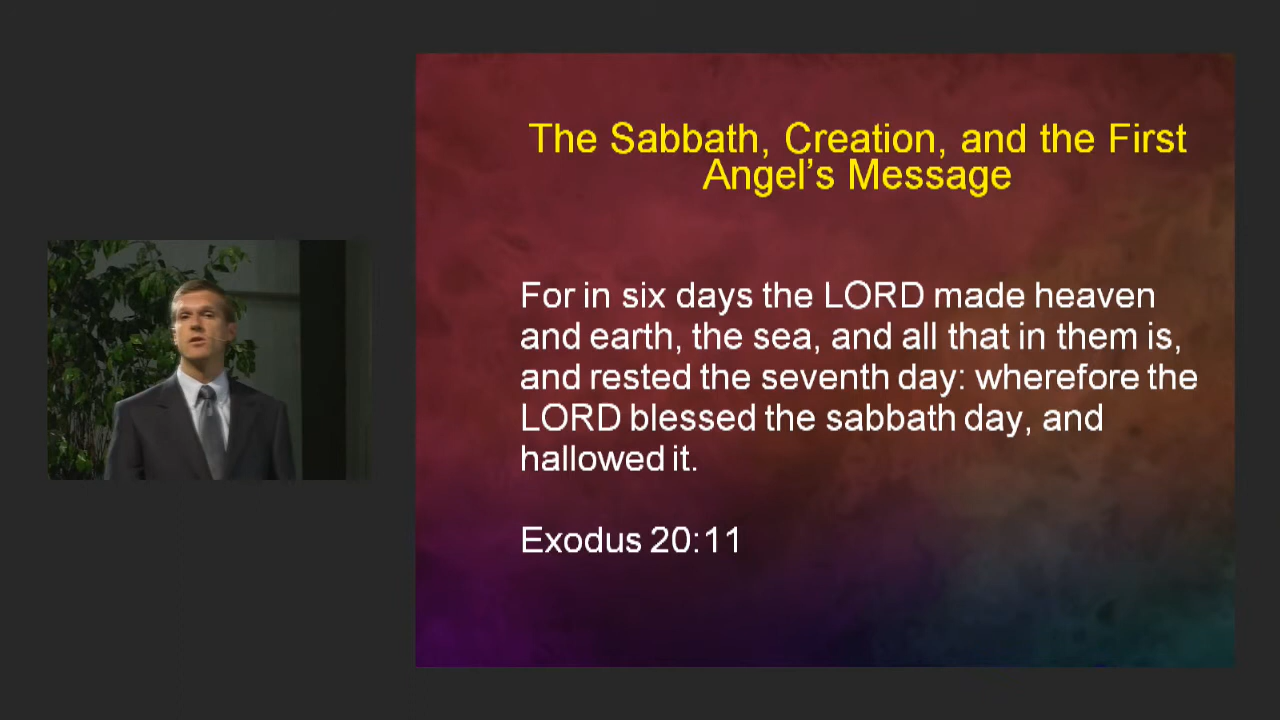 The Sabbath, Creation, and the First
Angel’s Message
For in six days the LORD made heaven
and earth, the sea, and all that in them is,
and rested the seventh day: wherefore the
LORD blessed the sabbath day, and
hallowed it.
Exodus 20:11